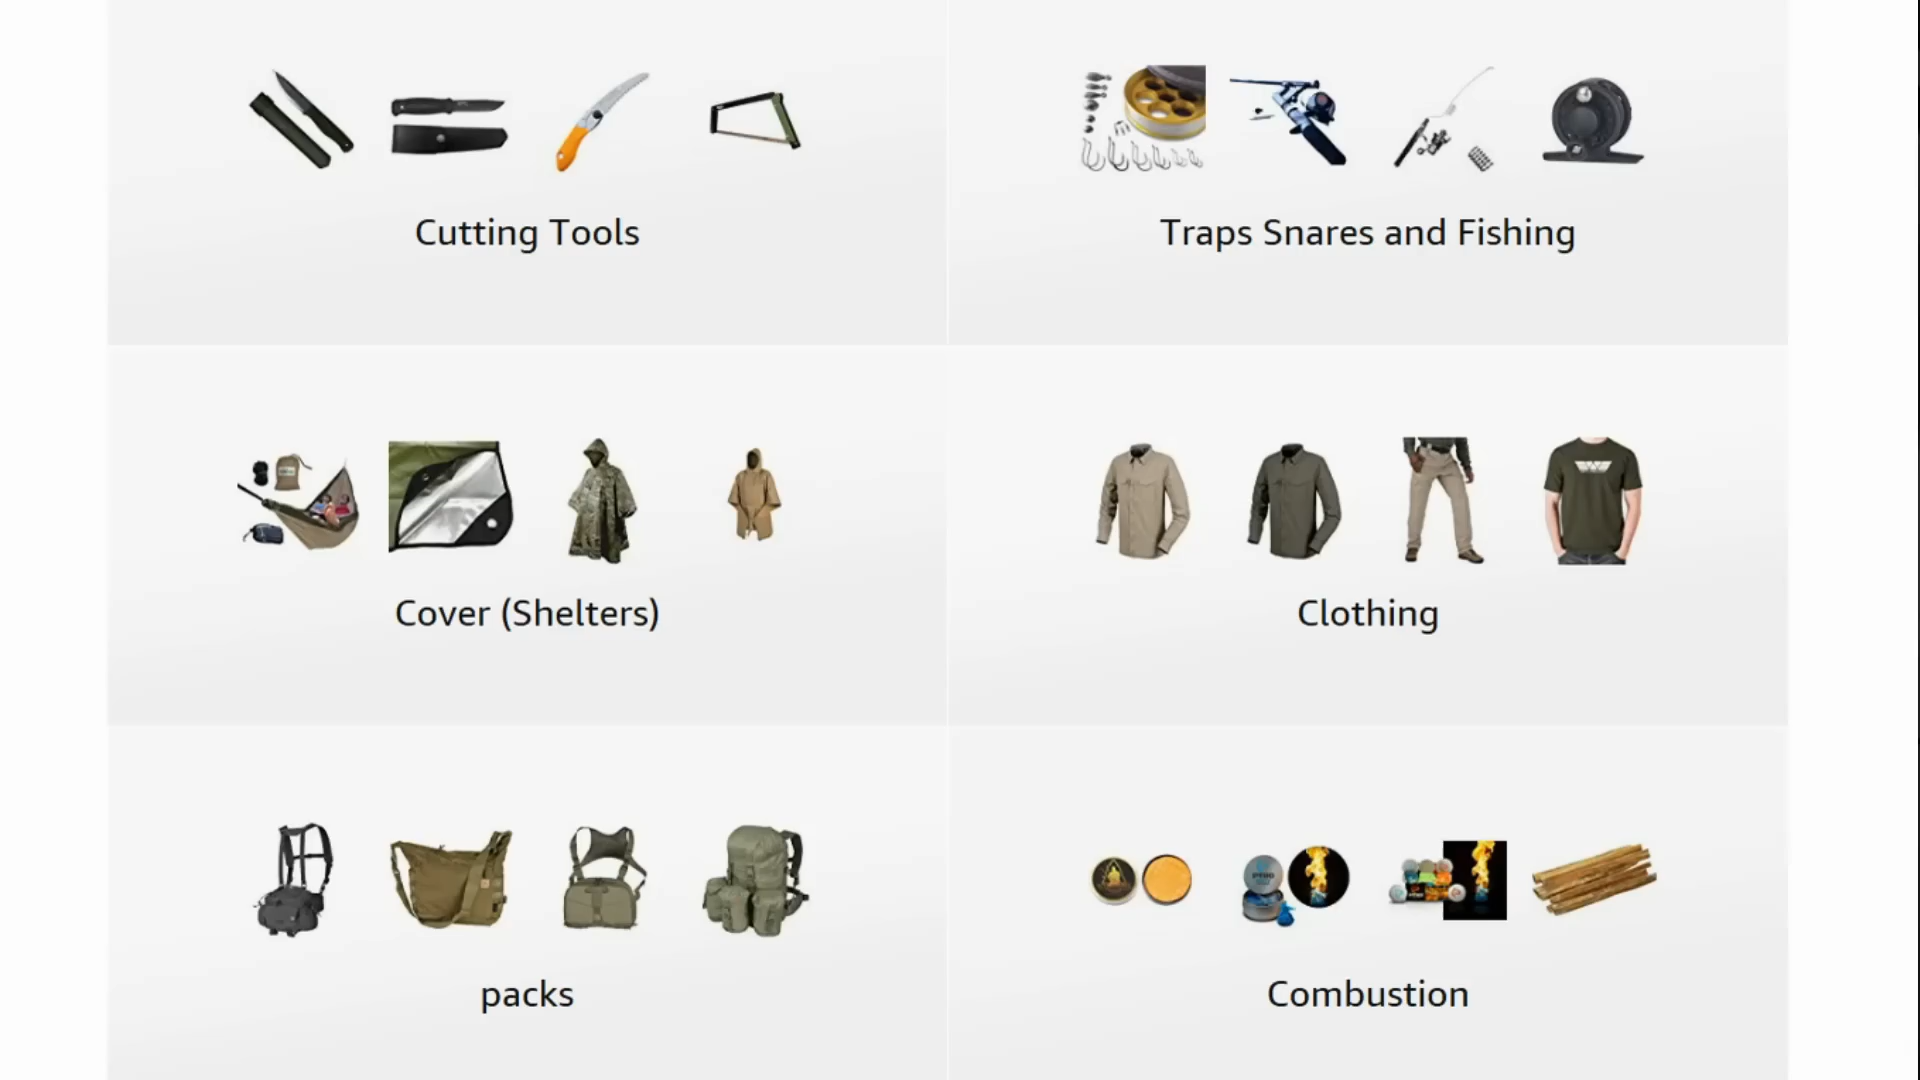 Cutting Tools
Traps Snares and Fishing
Cover (Shelters)
Clothing
packs
Combustion